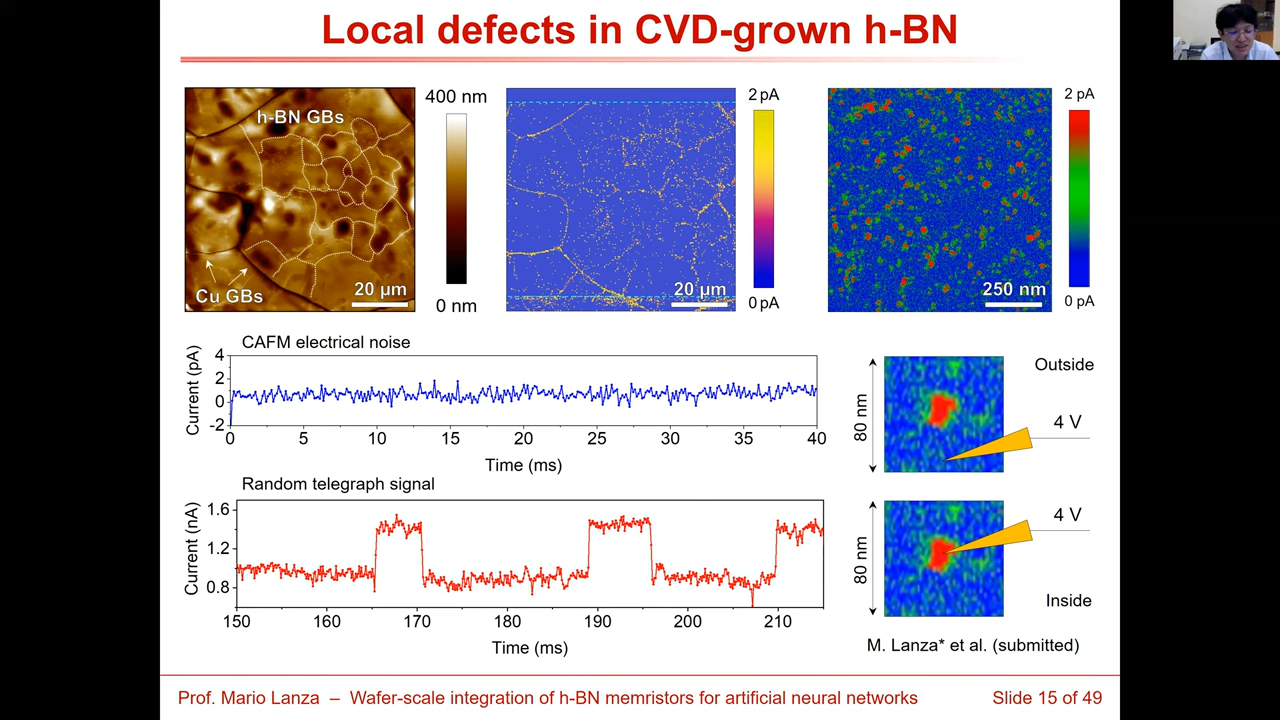 Local defects in CVD-grown h-BN
h-BN GBs
Cu GBs
20 µm
400 nm
0 nm
20 µm
2 pA
0 pA
250 nm
2 pA
0 pA
CAFM electrical noise
Current (pA)
4
2
0
-2
0 5 10 15 20 25 30 35 40
Time (ms)
Random telegraph signal
Current (nA)
1.6
1.2
0.8
150 160 170 180 190 200 210
Time (ms)
80 nm
Outside
4 V
80 nm
4 V
Inside
M. Lanza* et al. (submitted)
Prof. Mario Lanza – Wafer-scale integration of h-BN memristors for artificial neural networks
Slide 15 of 49